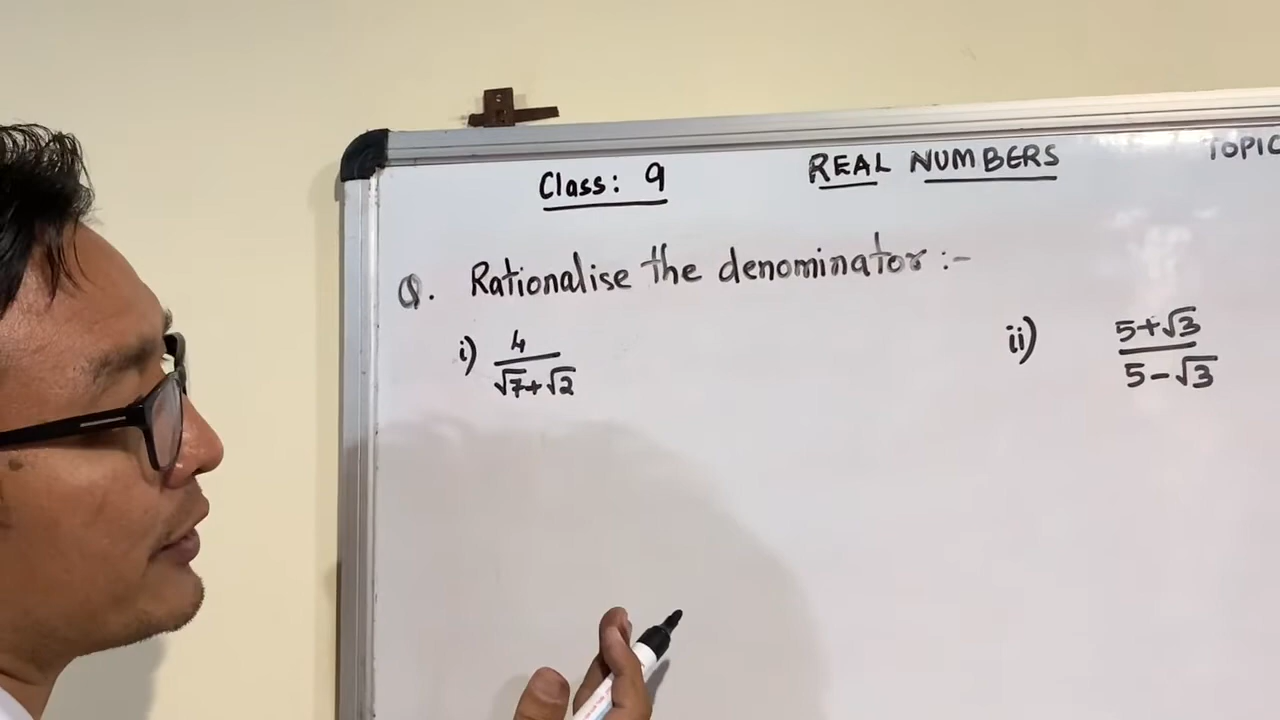 Class: 9 REAL NUMBERS TOPIC
Q. Rationalise the denominator :-
i) 4/√7+√2 ii) 5+√3/5-√3